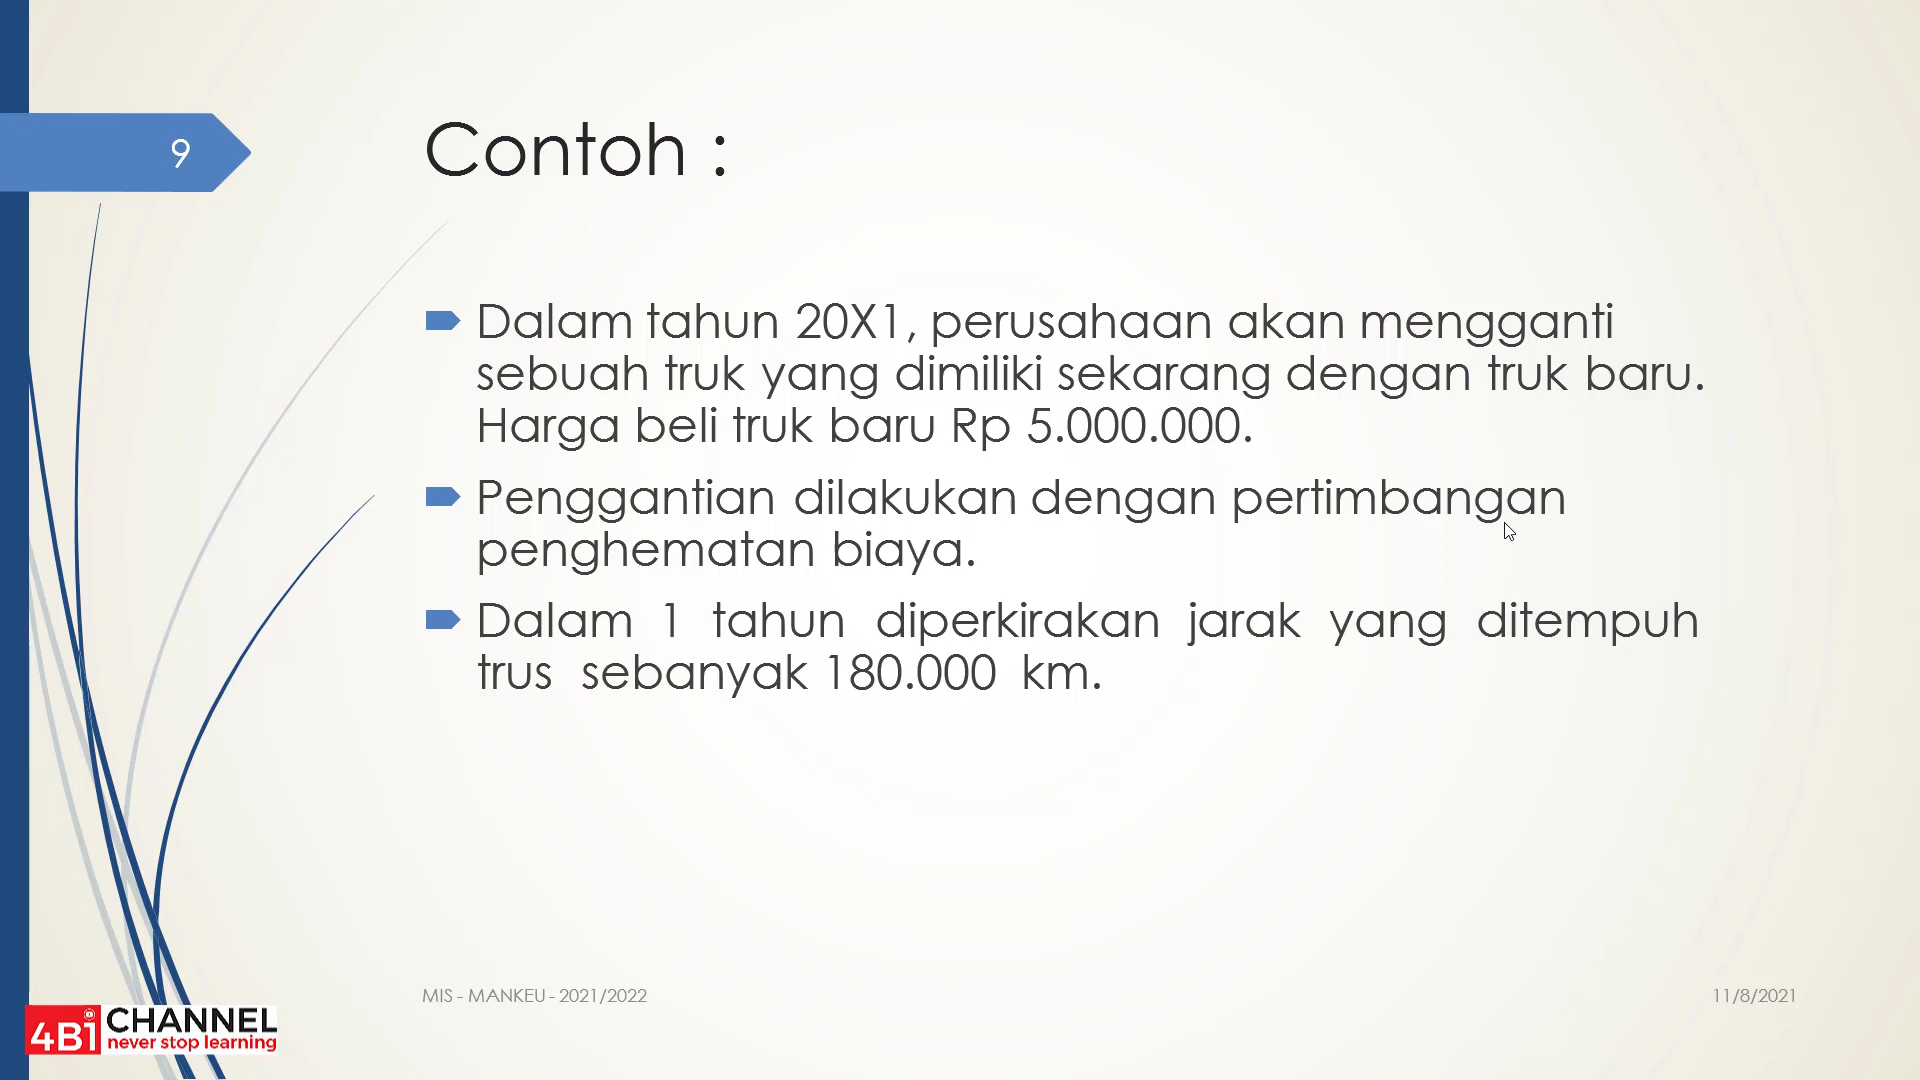 9
Contoh :
Dalam tahun 20X1, perusahaan akan mengganti
sebuah truk yang dimiliki sekarang dengan truk baru.
Harga beli truk baru Rp 5.000.000.
Penggantian dilakukan dengan pertimbangan
penghematan biaya.
Dalam 1 tahun diperkirakan jarak yang ditempuh
trus sebanyak 180.000 km.
MIS - MANKEU - 2021/2022
11/8/2021
4Bi CHANNEL
never stop learning